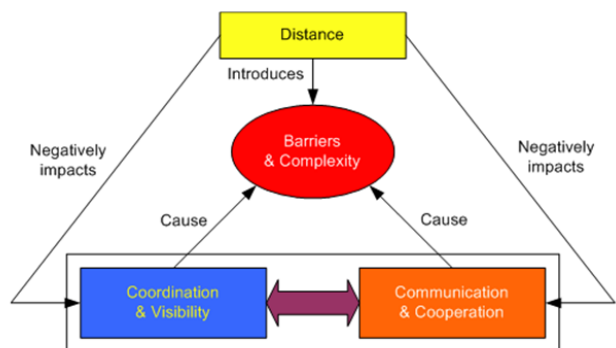 Distance
Introduces
Barriers
& Complexity
Negatively
impacts
Negatively
impacts
Cause
Cause
Coordination
& Visibility
Communication
& Cooperation